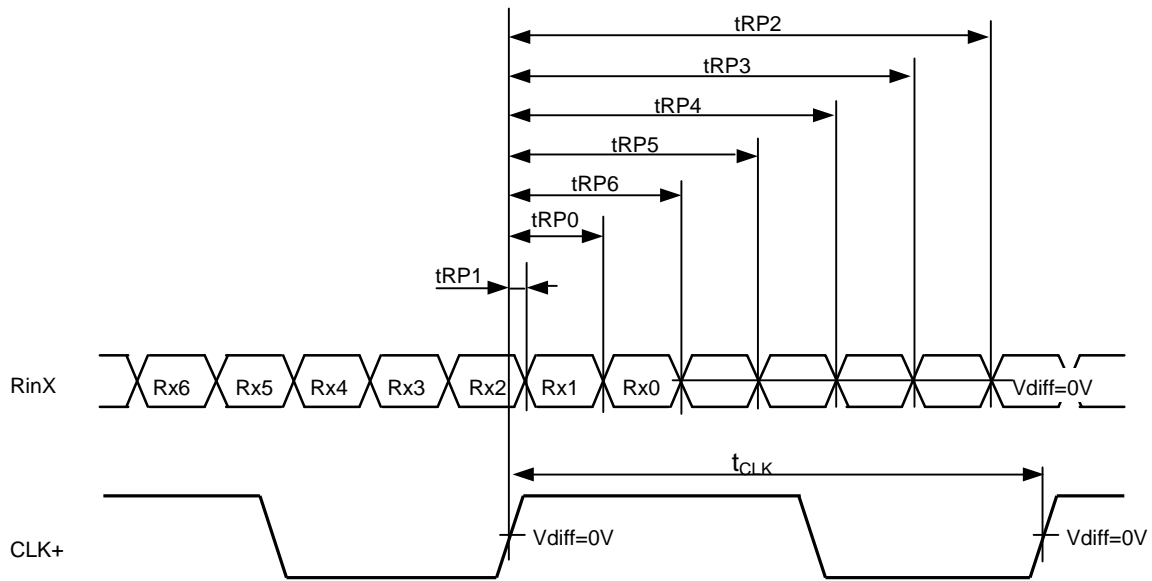 tRP2
tRP3
tRP4
tRP5
tRP6
tRP0
tRP1
RinX Rx6 Rx5 Rx4 Rx3 Rx2 Rx1 Rx0 Vdiff=0V
tCLK
CLK+ Vdiff=0V Vdiff=0V